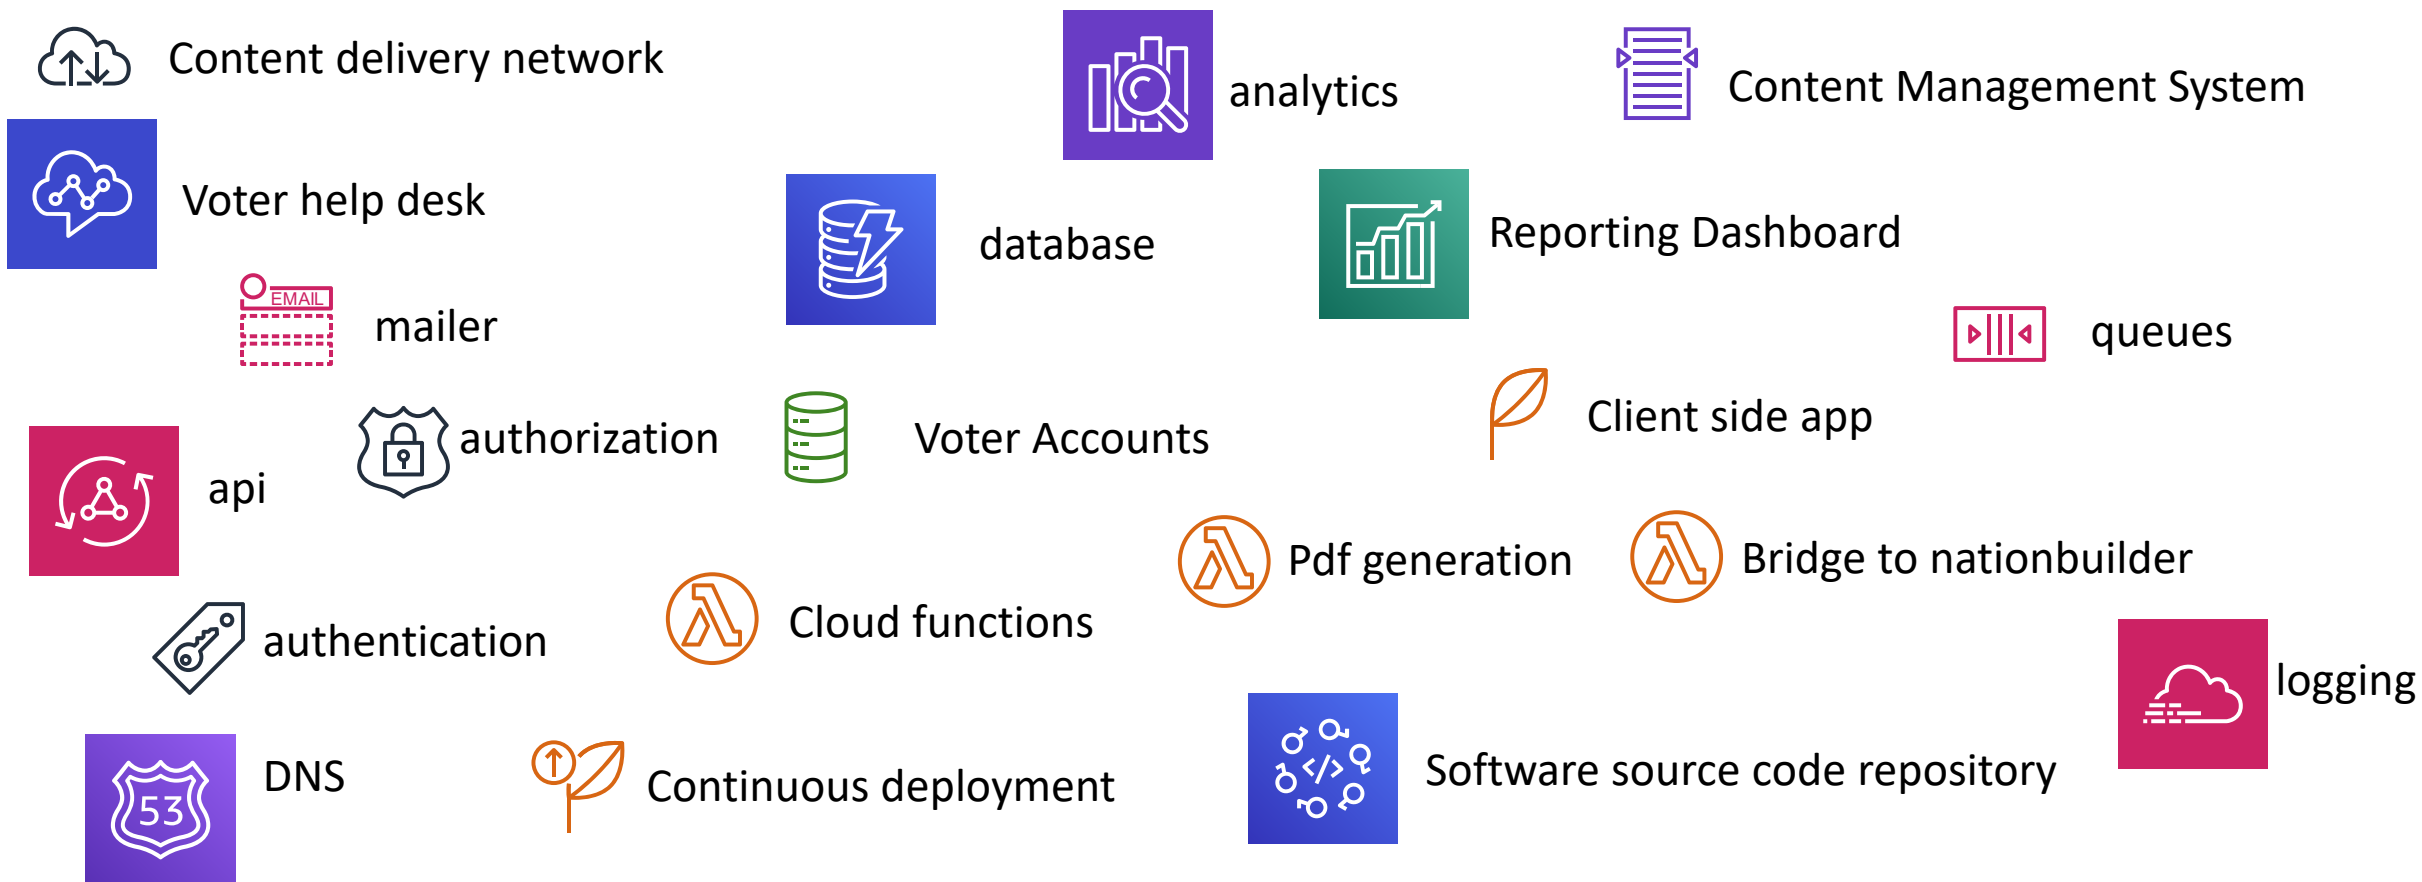 Content delivery network
analytics
Content Management System
Voter help desk
database
Reporting Dashboard
EMAIL
mailer
queues
authorization
Voter Accounts
Client side app
api
Pdf generation
Bridge to nationbuilder
authentication
Cloud functions
logging
DNS
53
Continuous deployment
Software source code repository
</>